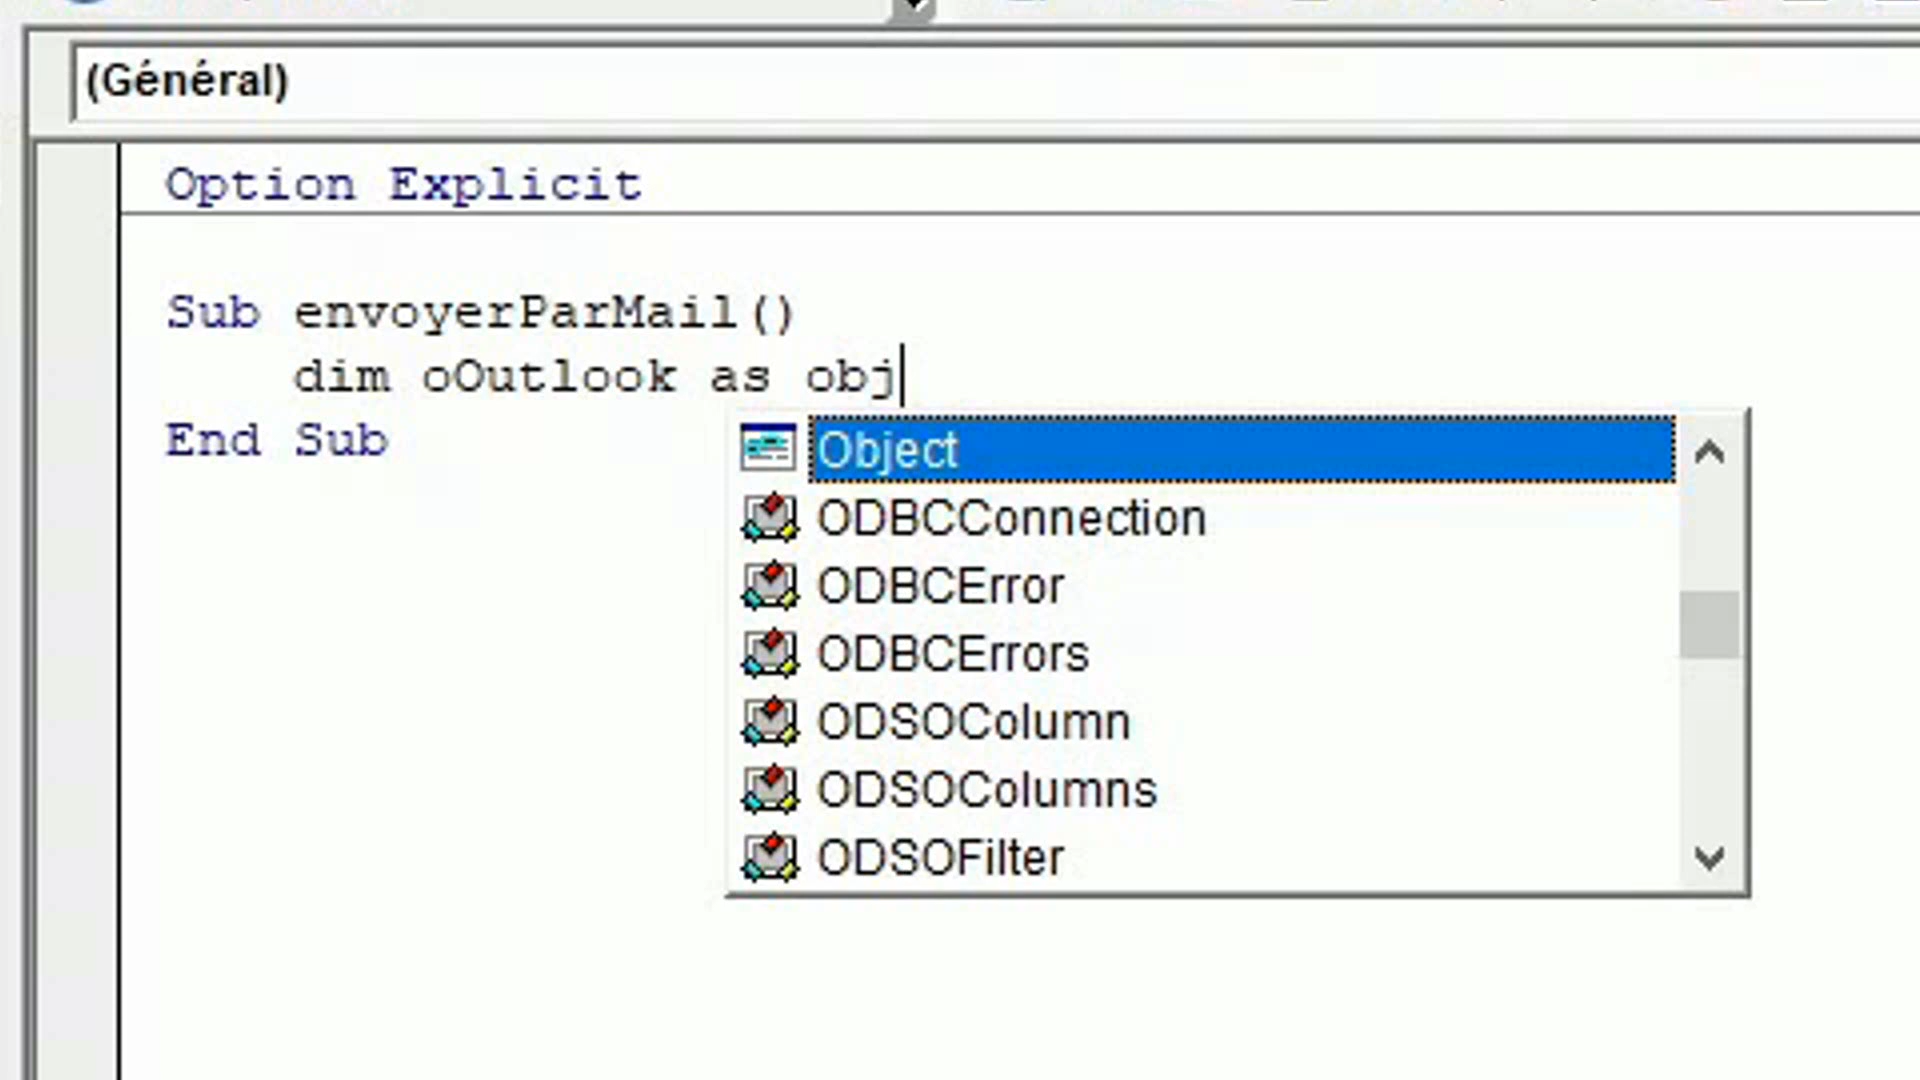 (Général)
Option Explicit
Sub envoyerParMail()
dim oOutlook as obj
End Sub
Object
ODBCConnection
ODBCError
ODBCErrors
ODSOColumn
ODSOColumns
ODSOFilter